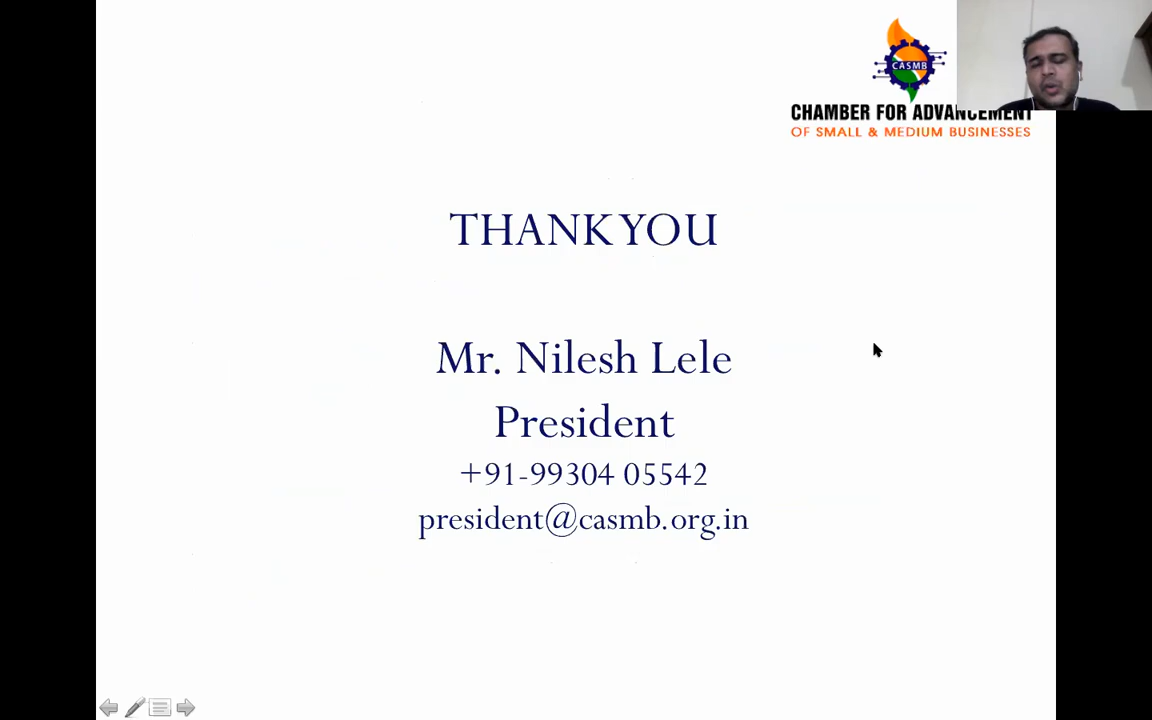 CASMB
CHAMBER FOR ADVANCEMENT
OF SMALL & MEDIUM BUSINESSES
THANK YOU
Mr. Nilesh Lele
President
+91-99304 05542
president@casmb.org.in